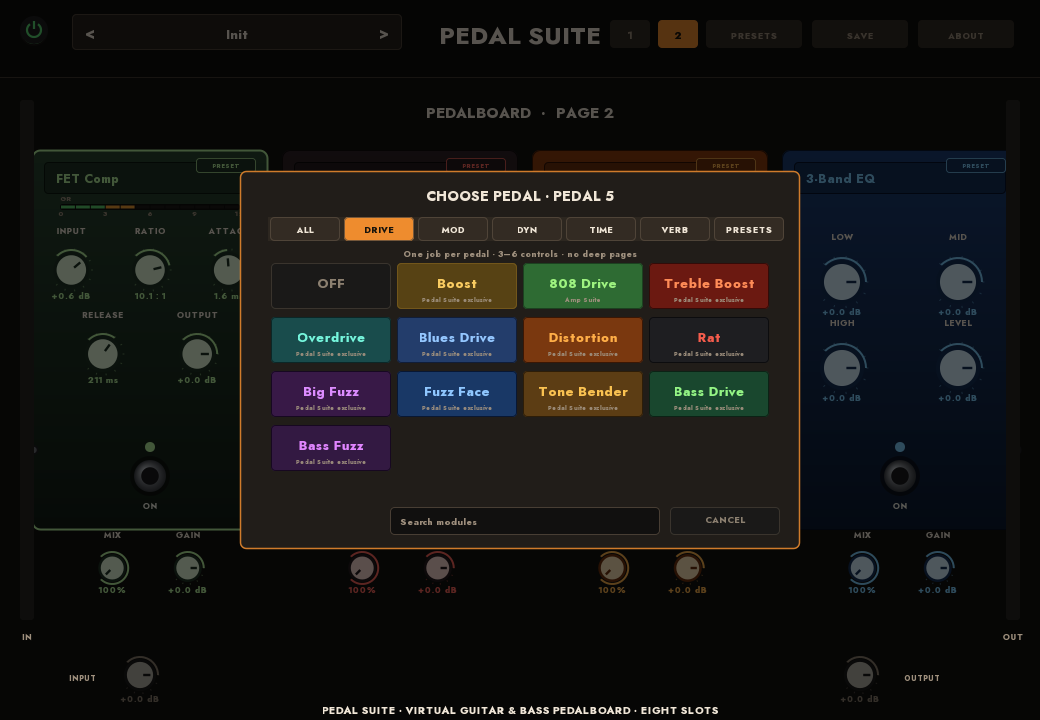 < Init >
PEDAL SUITE
1 2 PRESETS SAVE ABOUT
PEDALBOARD · PAGE 2
PRESET PRESET PRESET PRESET
FET Comp
3-Band EQ
CHOOSE PEDAL · PEDAL 5
ALL DRIVE MOD DYN TIME VERB PRESETS
One job per pedal · 3–6 controls · no deep pages
OFF
Boost
Pedal Suite exclusive
808 Drive
Amp Suite
Treble Boost
Pedal Suite exclusive
Overdrive
Pedal Suite exclusive
Blues Drive
Pedal Suite exclusive
Distortion
Pedal Suite exclusive
Rat
Pedal Suite exclusive
Big Fuzz
Pedal Suite exclusive
Fuzz Face
Pedal Suite exclusive
Tone Bender
Pedal Suite exclusive
Bass Drive
Pedal Suite exclusive
Bass Fuzz
Pedal Suite exclusive
Search modules
CANCEL
INPUT RATIO
+0.6 dB 10.1 : 1
RELEASE OUTPUT
211 ms +0.0 dB
ON
LOW MID
+0.0 dB +0.0 dB
HIGH LEVEL
+0.0 dB +0.0 dB
ON
MIX GAIN MIX GAIN
100% +0.0 dB 100% +0.0 dB 100% +0.0 dB 100% +0.0 dB
IN OUT
INPUT +0.0 dB
+0.0 dB OUTPUT
PEDAL SUITE · VIRTUAL GUITAR & BASS PEDALBOARD · EIGHT SLOTS